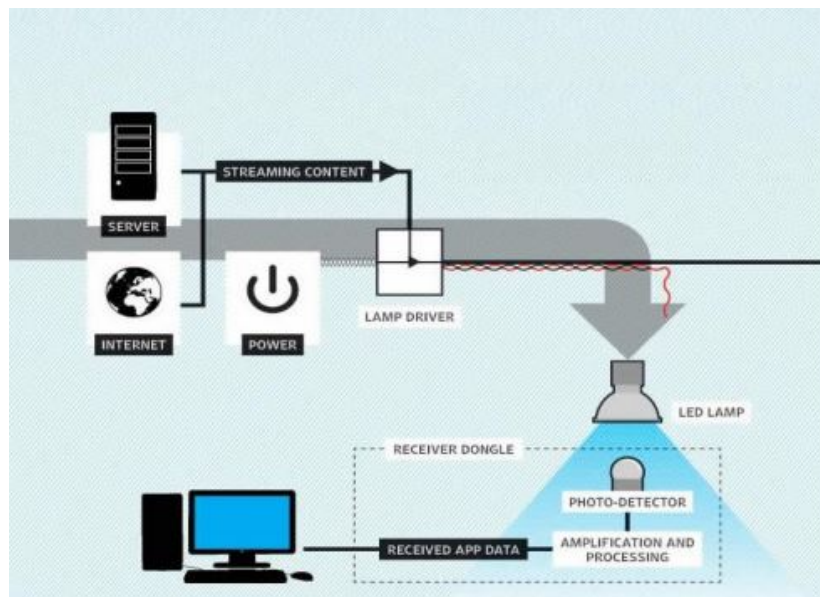 STREAMING CONTENT
SERVER
INTERNET
POWER
LAMP DRIVER
LED LAMP
RECEIVER DONGLE
PHOTO-DETECTOR
RECEIVED APP DATA
AMPLIFICATION AND
PROCESSING